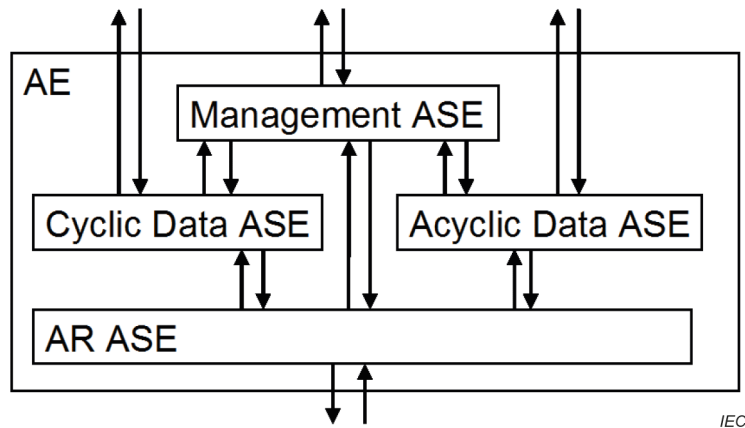 AE
Management ASE
Cyclic Data ASE
Acyclic Data ASE
AR ASE
IEC